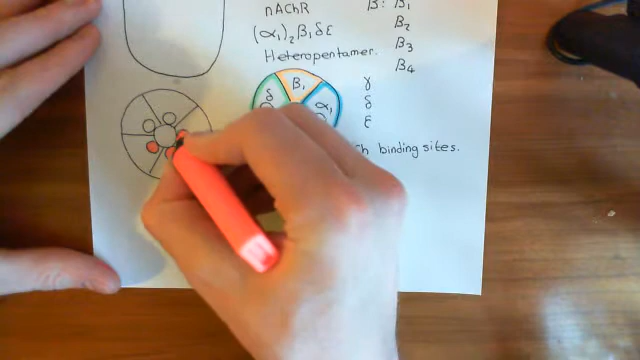 nAChR
(α₁)₂β₁δε
Heteropentamer.
β: β₁
β₂
β₃
β₄
γ
δ
ε
δ β₁ α₁
binding sites.